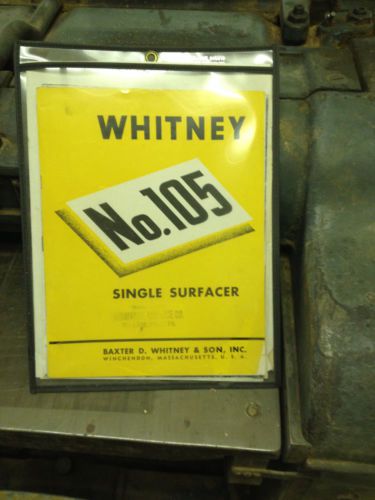 WHITNEY
No. 105
SINGLE SURFACER
BAXTER D. WHITNEY & SON, INC.
WINCHENDON, MASSACHUSETTS, U. S. A.